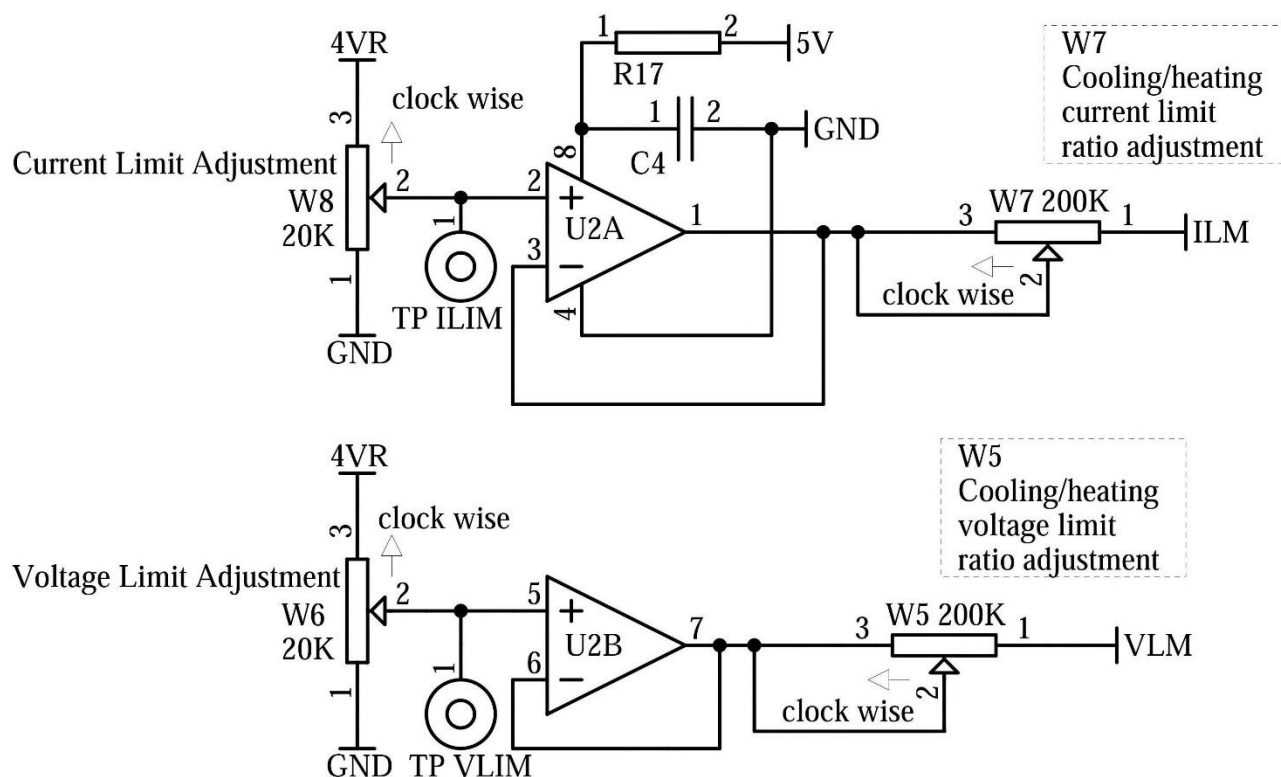 4VR
3
clock wise
Current Limit Adjustment
W8
20K
2
1
GND
1
TP ILIM
1
R17
2
5V
1
C4
2
GND
8
2
+
U2A
3
−
4
1
3
W7 200K
1
ILM
clock wise
2
W7
Cooling/heating
current limit
ratio adjustment
4VR
3
clock wise
Voltage Limit Adjustment
W6
20K
2
1
GND
1
TP VLIM
5
+
U2B
6
−
7
3
W5 200K
1
VLM
clock wise
2
W5
Cooling/heating
voltage limit
ratio adjustment